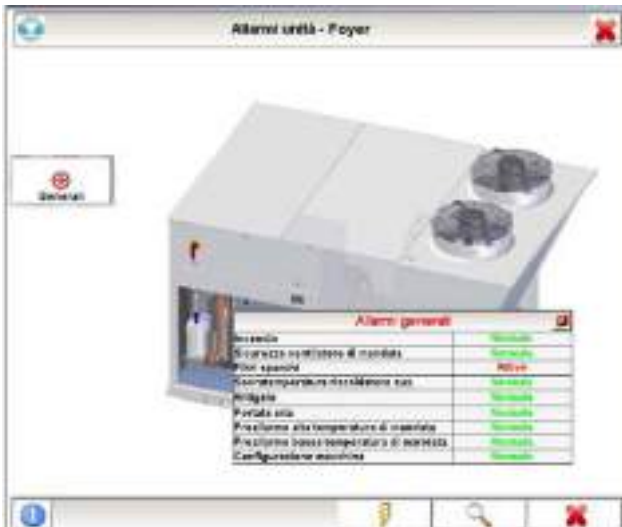 Allarmi unità - Foyer
Generali
Allarmi generali
Incendio Normale
Sicurezza ventilatore di mandata Normale
Filtri sporchi Attivo
Sovratemperatura riscaldatore gas Normale
Antigelo Normale
Portata aria Normale
Preallarme alta temperatura di mandata Normale
Preallarme bassa temperatura di mandata Normale
Configurazione macchina Normale